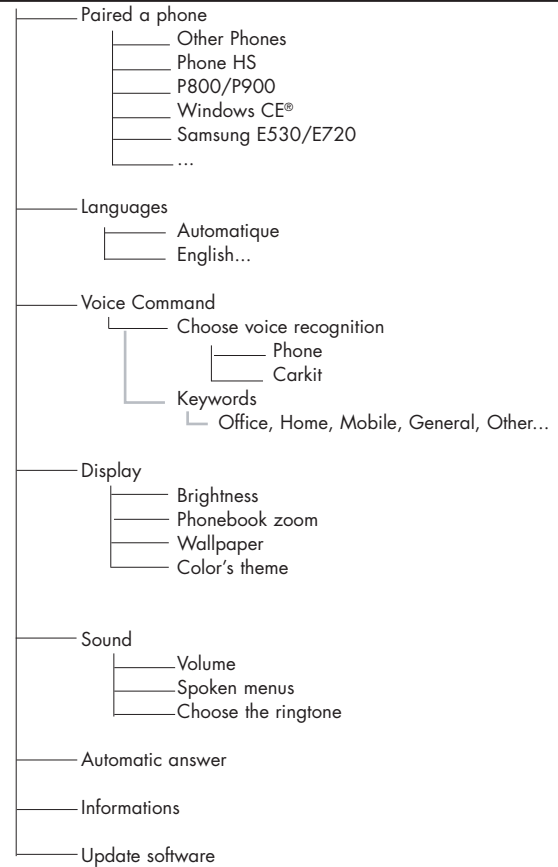 Paired a phone
Other Phones
Phone HS
P800/P900
Windows CE®
Samsung E530/E720
...
Languages
Automatique
English...
Voice Command
Choose voice recognition
Phone
Carkit
Keywords
Office, Home, Mobile, General, Other...
Display
Brightness
Phonebook zoom
Wallpaper
Color's theme
Sound
Volume
Spoken menus
Choose the ringtone
Automatic answer
Informations
Update software